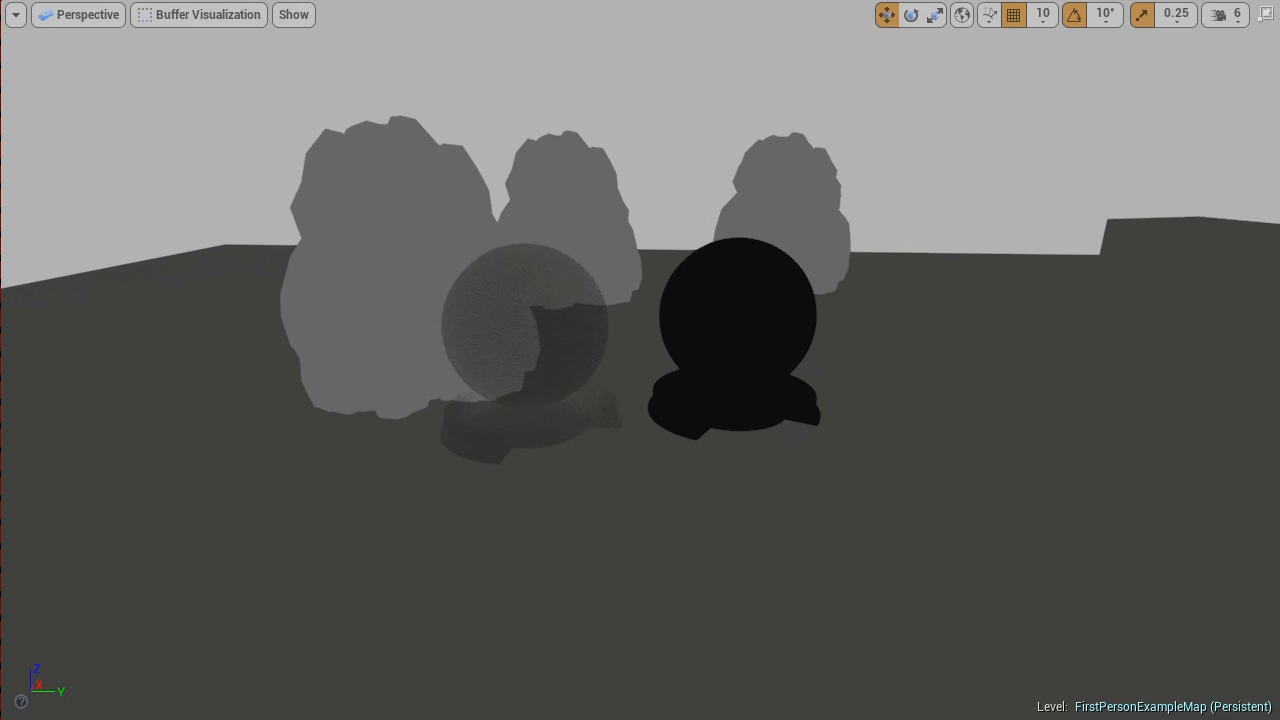 Perspective Buffer Visualization Show 10 10° 0.25 6
Z
X Y
?
Level: FirstPersonExampleMap (Persistent)